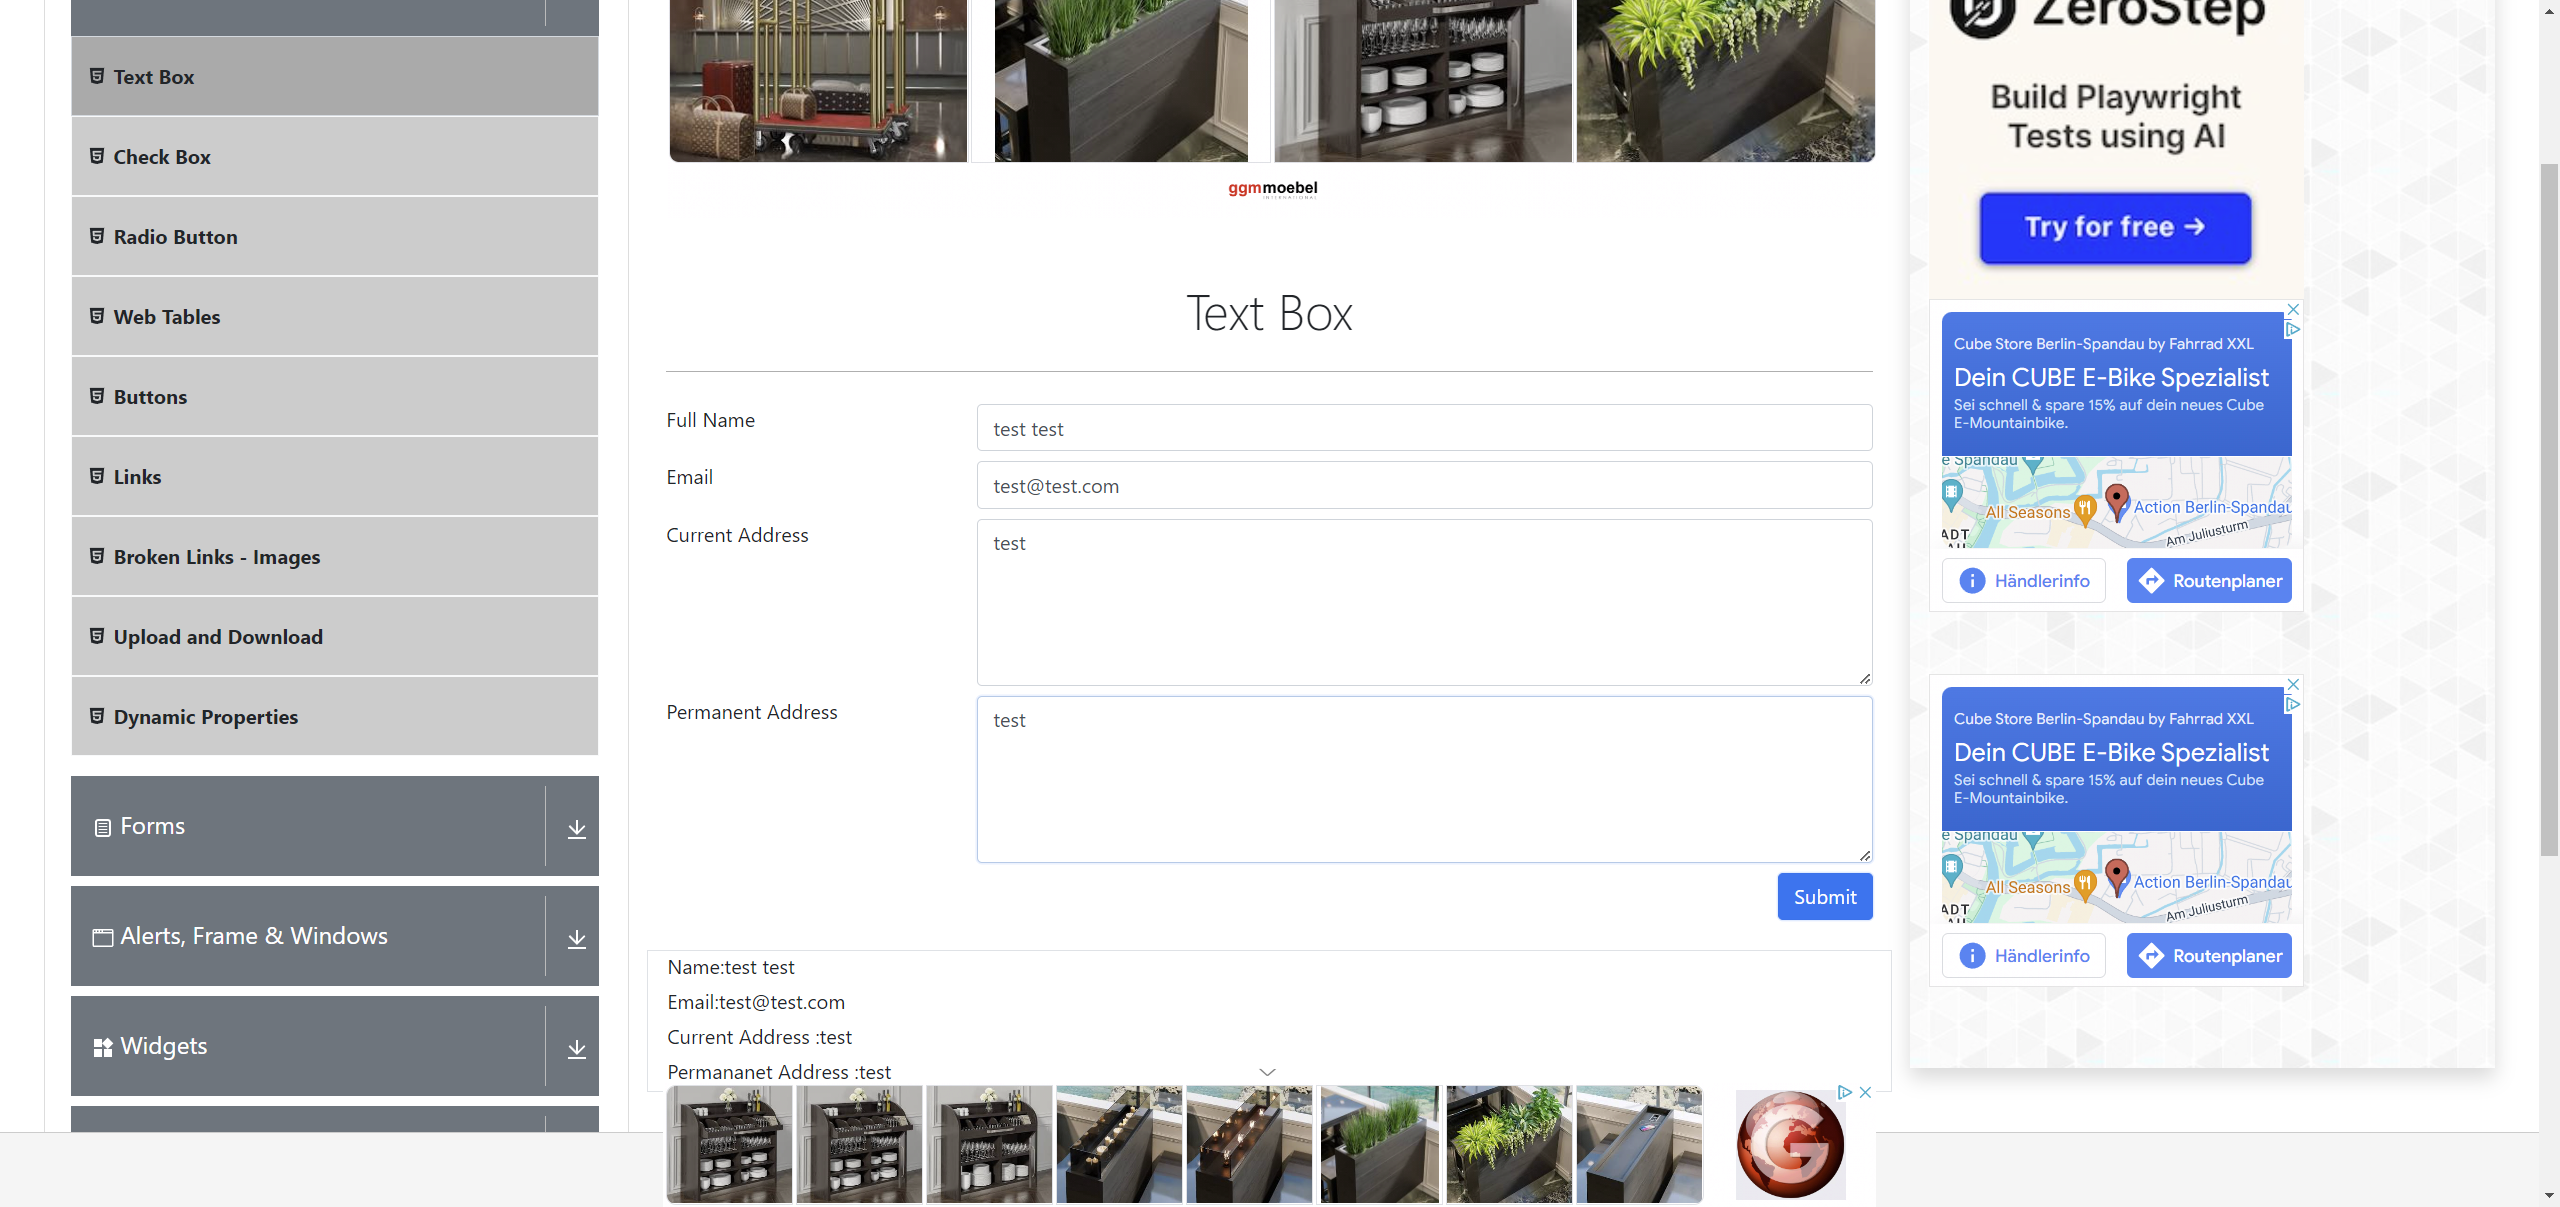 Text Box
Check Box
Radio Button
Web Tables
Buttons
Links
Broken Links - Images
Upload and Download
Dynamic Properties
Forms
Alerts, Frame & Windows
Widgets
ggmmoebel
INTERNATIONAL
Text Box
Full Name
test test
Email
test@test.com
Current Address
test
Permanent Address
test
Submit
Name:test test
Email:test@test.com
Current Address :test
Permananet Address :test
ZeroStep
Build Playwright
Tests using AI
Try for free →
Cube Store Berlin-Spandau by Fahrrad XXL
Dein CUBE E-Bike Spezialist
Sei schnell & spare 15% auf dein neues Cube
E-Mountainbike.
e Spandau
All Seasons
Action Berlin-Spandau
ADT
Am Juliusturm
Händlerinfo
Routenplaner
Cube Store Berlin-Spandau by Fahrrad XXL
Dein CUBE E-Bike Spezialist
Sei schnell & spare 15% auf dein neues Cube
E-Mountainbike.
e Spandau
All Seasons
Action Berlin-Spandau
ADT
Am Juliusturm
Händlerinfo
Routenplaner